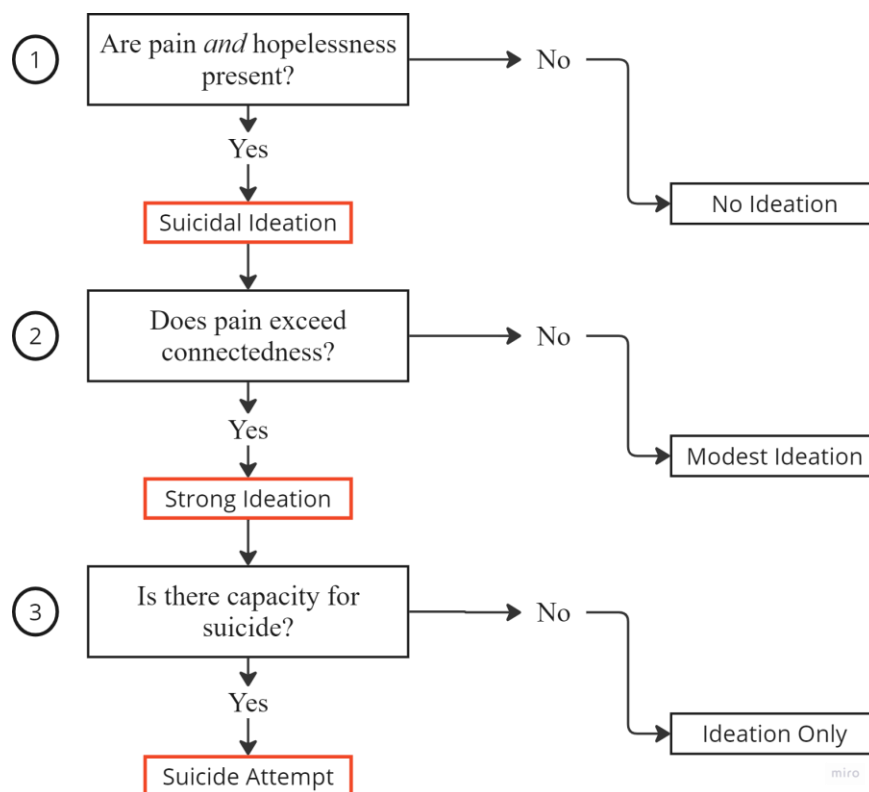 1
Are pain and hopelessness
present?
No
Yes
No Ideation
Suicidal Ideation
2
Does pain exceed
connectedness?
No
Yes
Modest Ideation
Strong Ideation
3
Is there capacity for
suicide?
No
Yes
Ideation Only
Suicide Attempt
miro